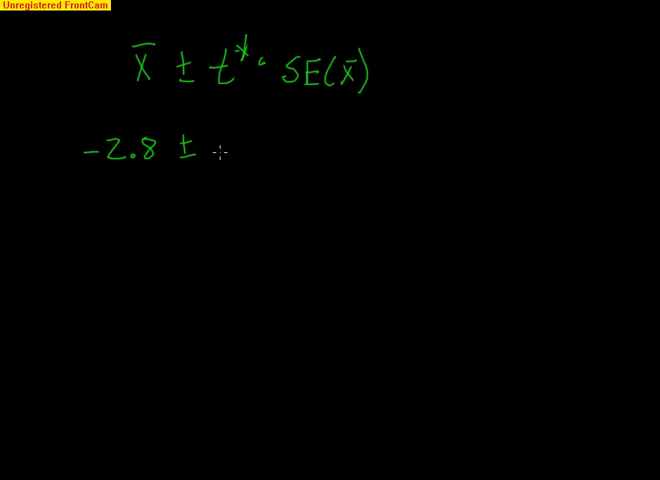 Unregistered FrontCam
x̄ ± t* · SE(x̄)
-2.8 ±